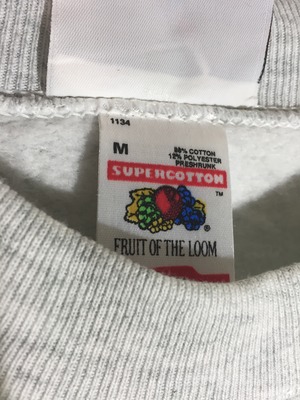 1134
M
88% COTTON
12% POLYESTER
PRESHRUNK
SUPERCOTTON
TM
®
FRUIT OF THE LOOM